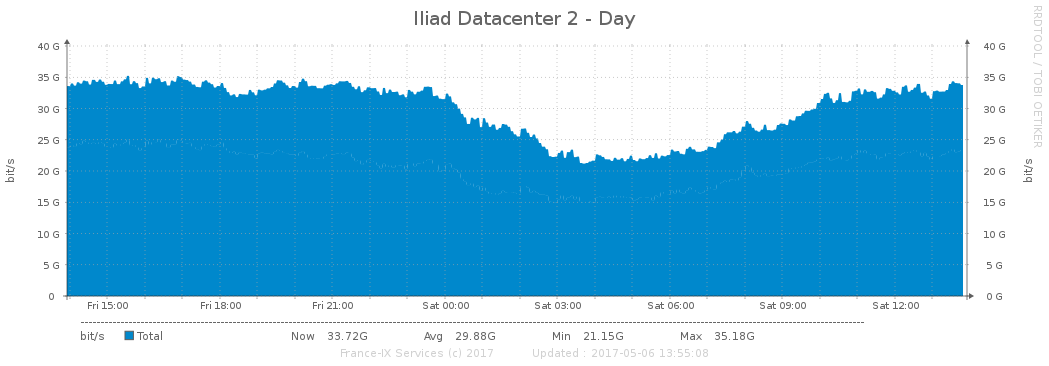 Iliad Datacenter 2 - Day
RRDTOOL / TOBI OETIKER
40 G 40 G
35 G 35 G
30 G 30 G
25 G 25 G
20 G 20 G
15 G 15 G
10 G 10 G
5 G 5 G
0 0 G
bit/s bit/s
Fri 15:00 Fri 18:00 Fri 21:00 Sat 00:00 Sat 03:00 Sat 06:00 Sat 09:00 Sat 12:00
bit/s Total Now 33.72G Avg 29.88G Min 21.15G Max 35.18G
France-IX Services (c) 2017 Updated : 2017-05-06 13:55:08